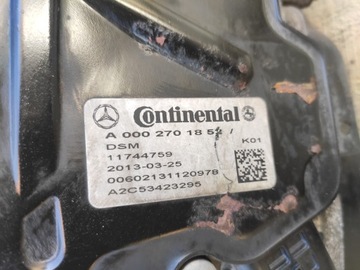 Continental
A 000 270 18 52 /
DSM
K01
11744759
2013-03-25
00602131120978
A2C53423295